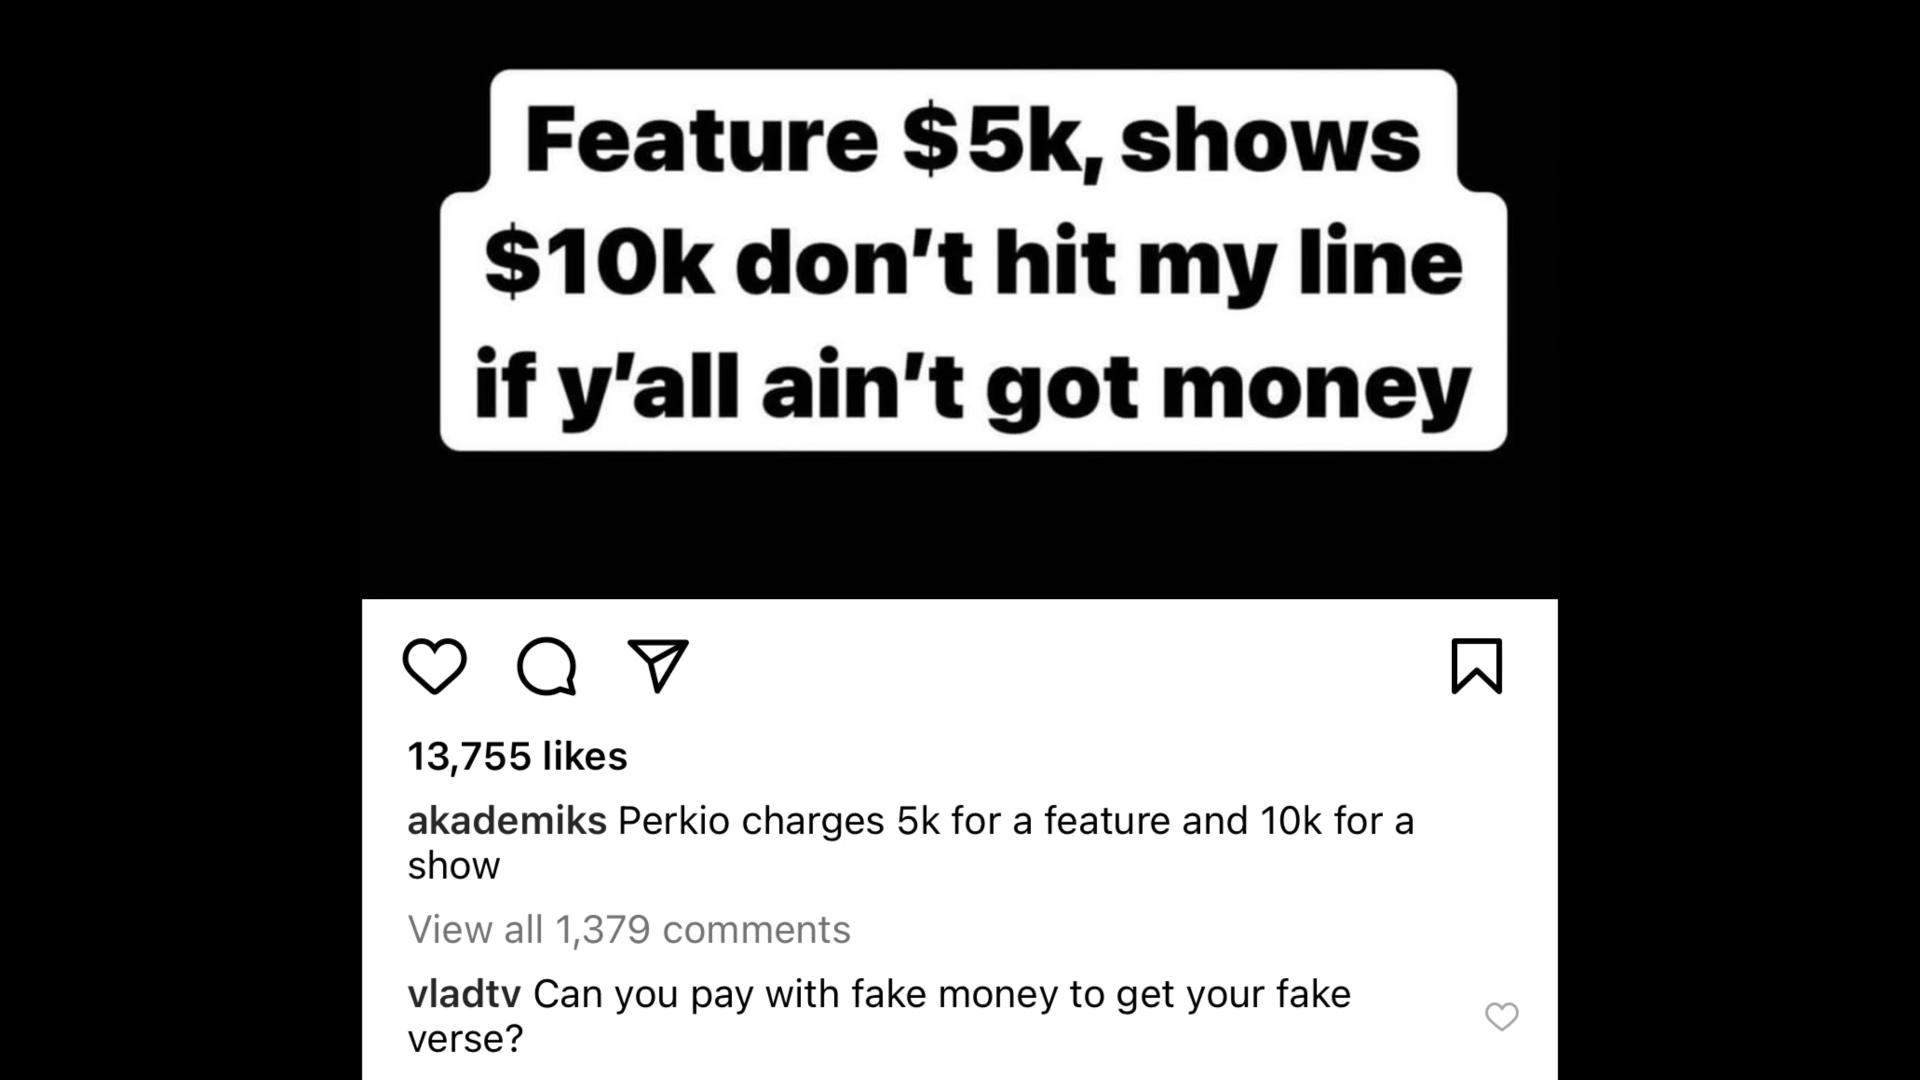 Feature $5k, shows
$10k don’t hit my line
if y’all ain’t got money
13,755 likes
akademiks Perkio charges 5k for a feature and 10k for a
show
View all 1,379 comments
vladtv Can you pay with fake money to get your fake
verse?